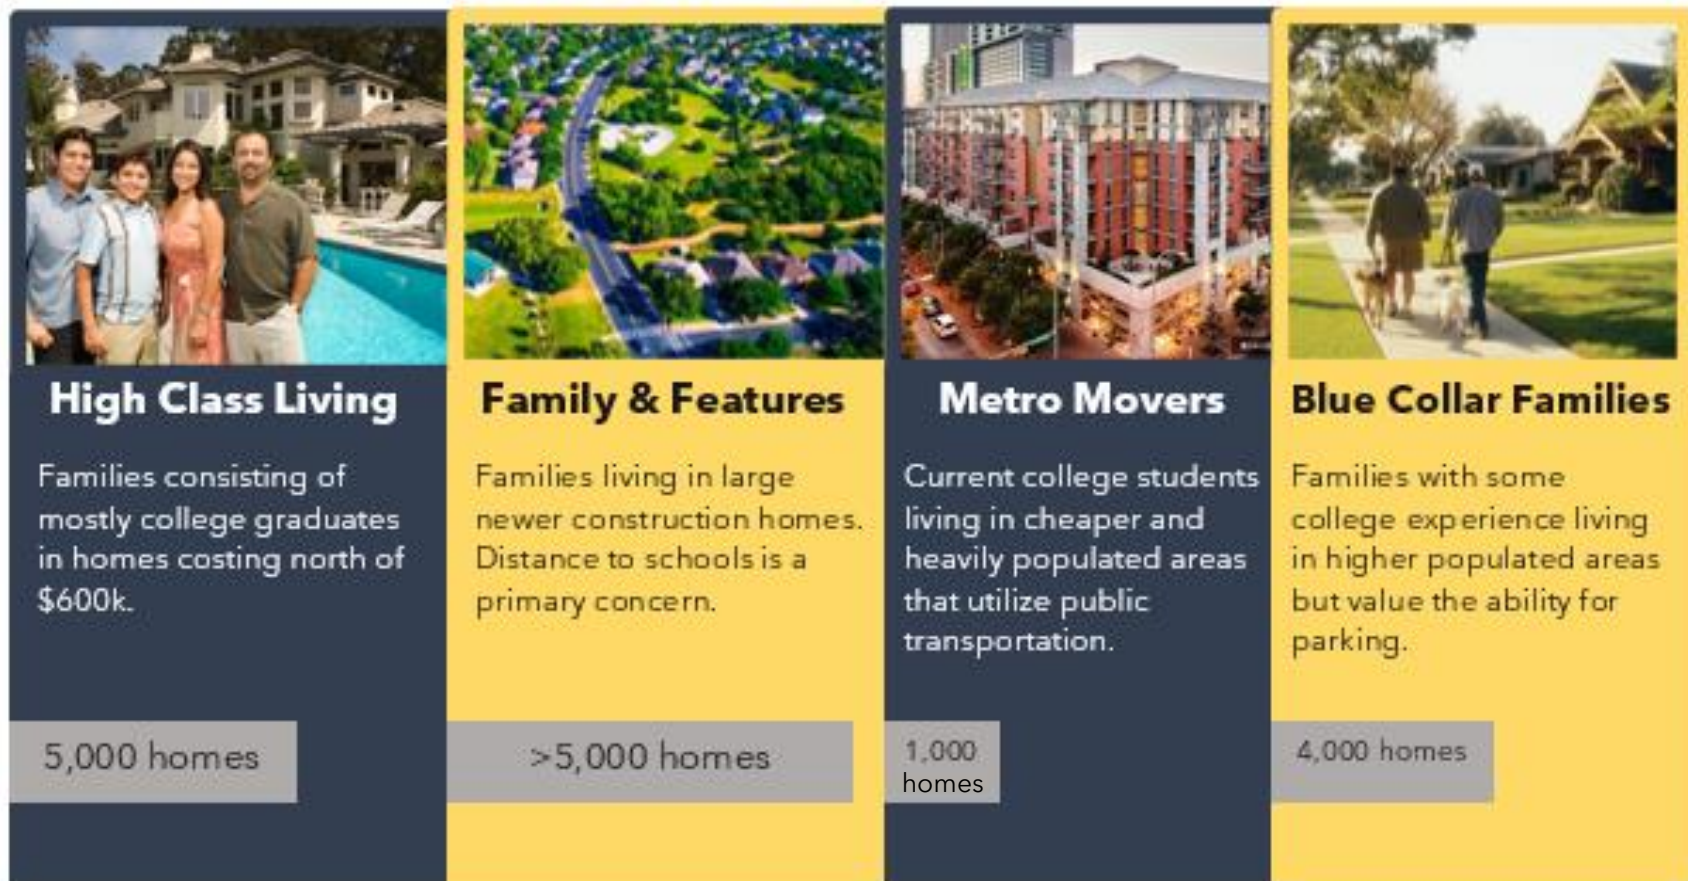 High Class Living
Families consisting of
mostly college graduates
in homes costing north of
$600k.
5,000 homes
Family & Features
Families living in large
newer construction homes.
Distance to schools is a
primary concern.
>5,000 homes
Metro Movers
Current college students
living in cheaper and
heavily populated areas
that utilize public
transportation.
1,000
homes
Blue Collar Families
Families with some
college experience living
in higher populated areas
but value the ability for
parking.
4,000 homes